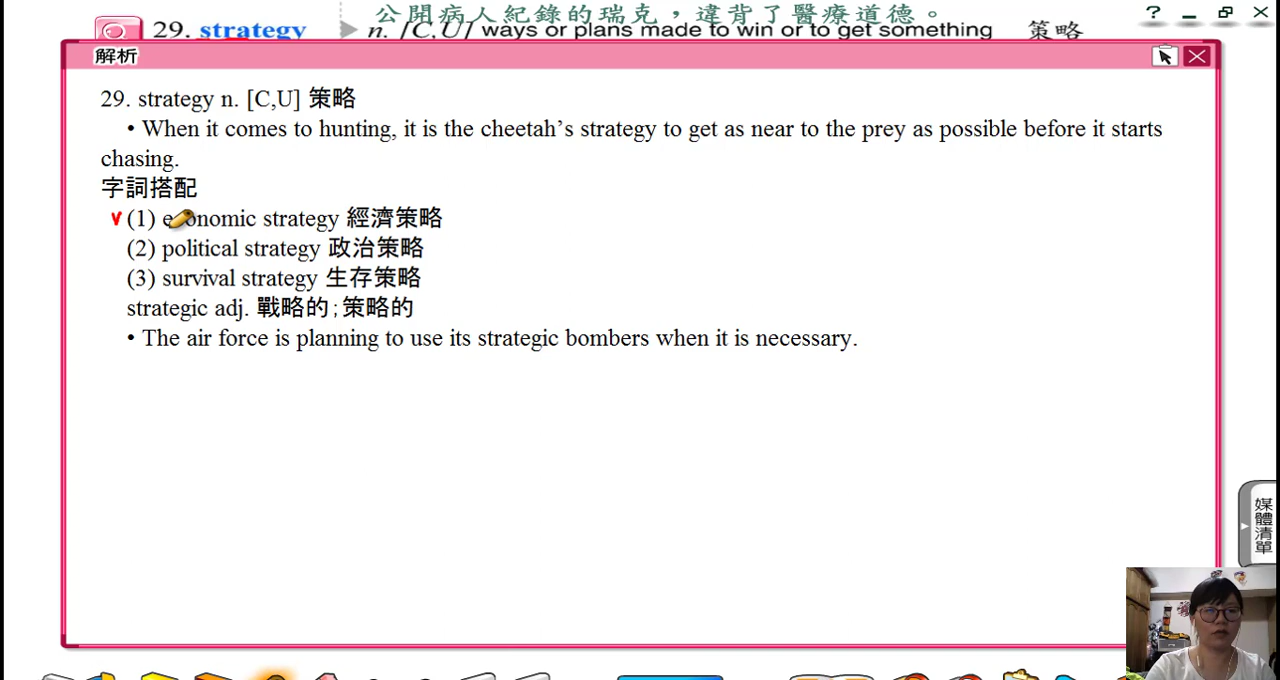 公開病人紀錄的瑞克，違背了醫療道德。
29. strategy n. [C,U] ways or plans made to win or to get something 策略
解析
29. strategy n. [C,U] 策略
• When it comes to hunting, it is the cheetah's strategy to get as near to the prey as possible before it starts
chasing.
字詞搭配
(1) economic strategy 經濟策略
(2) political strategy 政治策略
(3) survival strategy 生存策略
strategic adj. 戰略的；策略的
• The air force is planning to use its strategic bombers when it is necessary.
媒體清單